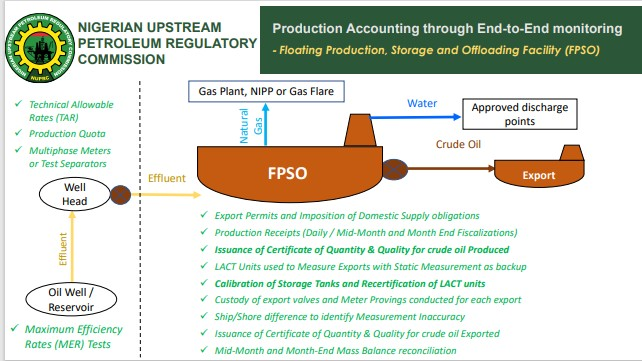 NIGERIAN UPSTREAM
PETROLEUM REGULATORY
COMMISSION
NUPRC
Production Accounting through End-to-End monitoring
- Floating Production, Storage and Offloading Facility (FPSO)
✓ Technical Allowable
Rates (TAR)
✓ Production Quota
✓ Multiphase Meters
or Test Separators
Well
Head
Effluent
Oil Well /
Reservoir
✓ Maximum Efficiency
Rates (MER) Tests
Gas Plant, NIPP or Gas Flare
Natural
Gas
Water
Approved discharge
points
Effluent
FPSO
Crude Oil
Export
✓ Export Permits and Imposition of Domestic Supply obligations
✓ Production Receipts (Daily / Mid-Month and Month End Fiscalizations)
✓ Issuance of Certificate of Quantity & Quality for crude oil Produced
✓ LACT Units used to Measure Exports with Static Measurement as backup
✓ Calibration of Storage Tanks and Recertification of LACT units
✓ Custody of export valves and Meter Provings conducted for each export
✓ Ship/Shore difference to identify Measurement Inaccuracy
✓ Issuance of Certificate of Quantity & Quality for crude oil Exported
✓ Mid-Month and Month-End Mass Balance reconciliation